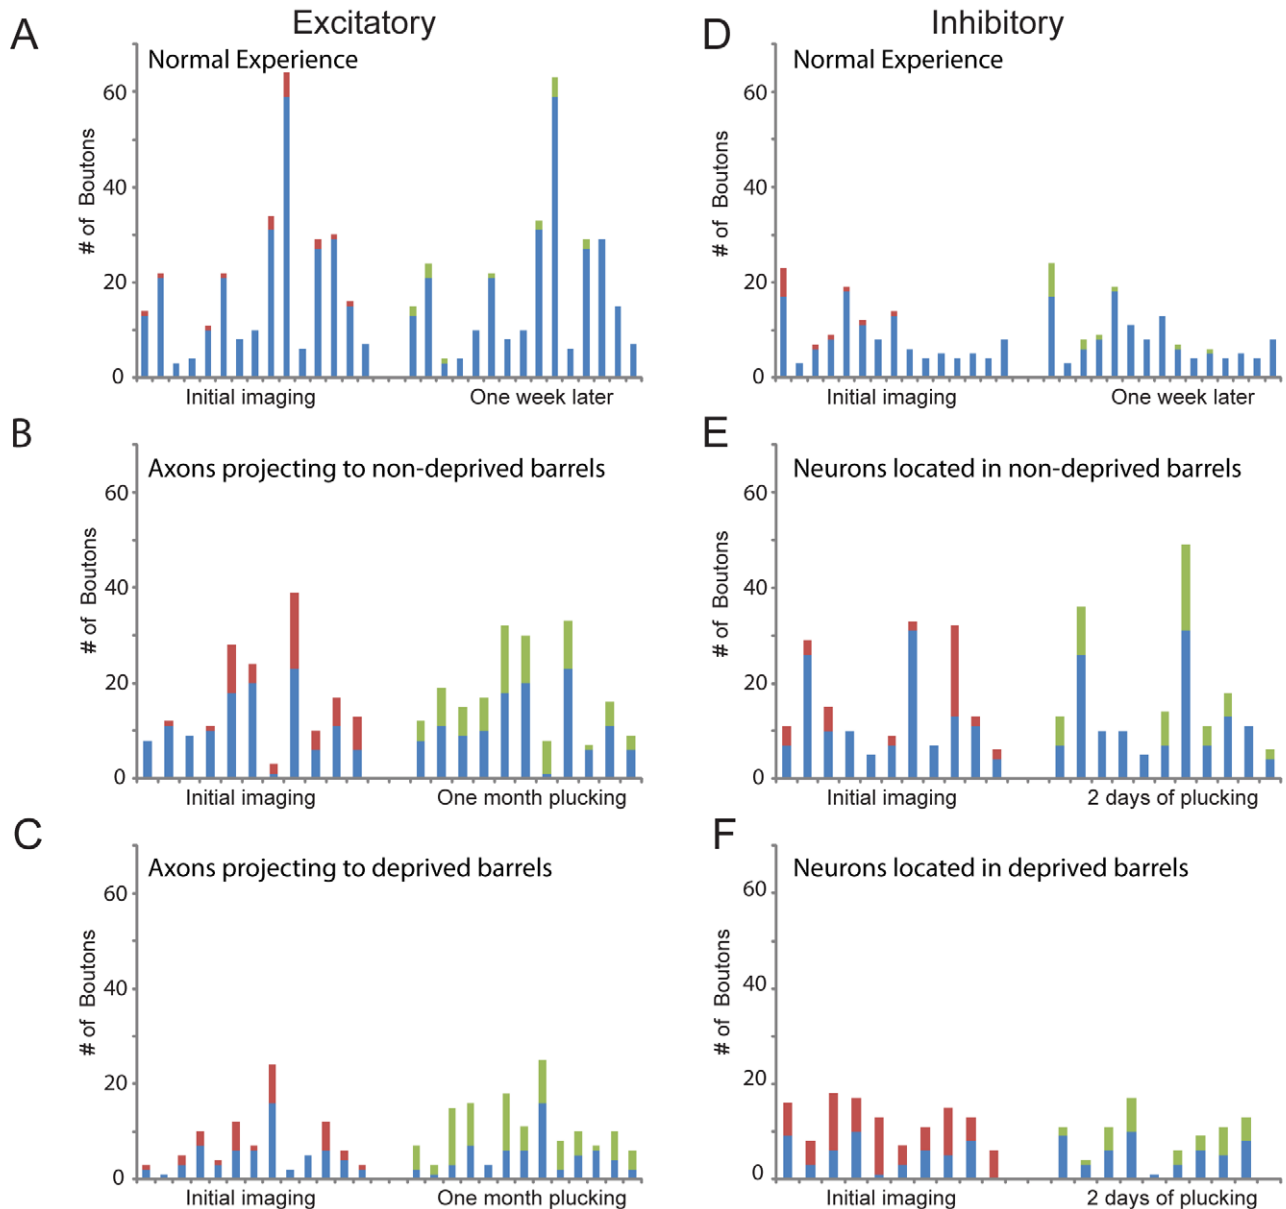 Excitatory
A
Normal Experience
# of Boutons
60
40
20
0
Initial imaging
One week later
B
Axons projecting to non-deprived barrels
# of Boutons
60
40
20
0
Initial imaging
One month plucking
C
Axons projecting to deprived barrels
# of Boutons
60
40
20
0
Initial imaging
One month plucking
Inhibitory
D
Normal Experience
# of Boutons
60
40
20
0
Initial imaging
One week later
E
Neurons located in non-deprived barrels
# of Boutons
60
40
20
0
Initial imaging
2 days of plucking
F
Neurons located in deprived barrels
# of Boutons
60
40
20
0
Initial imaging
2 days of plucking